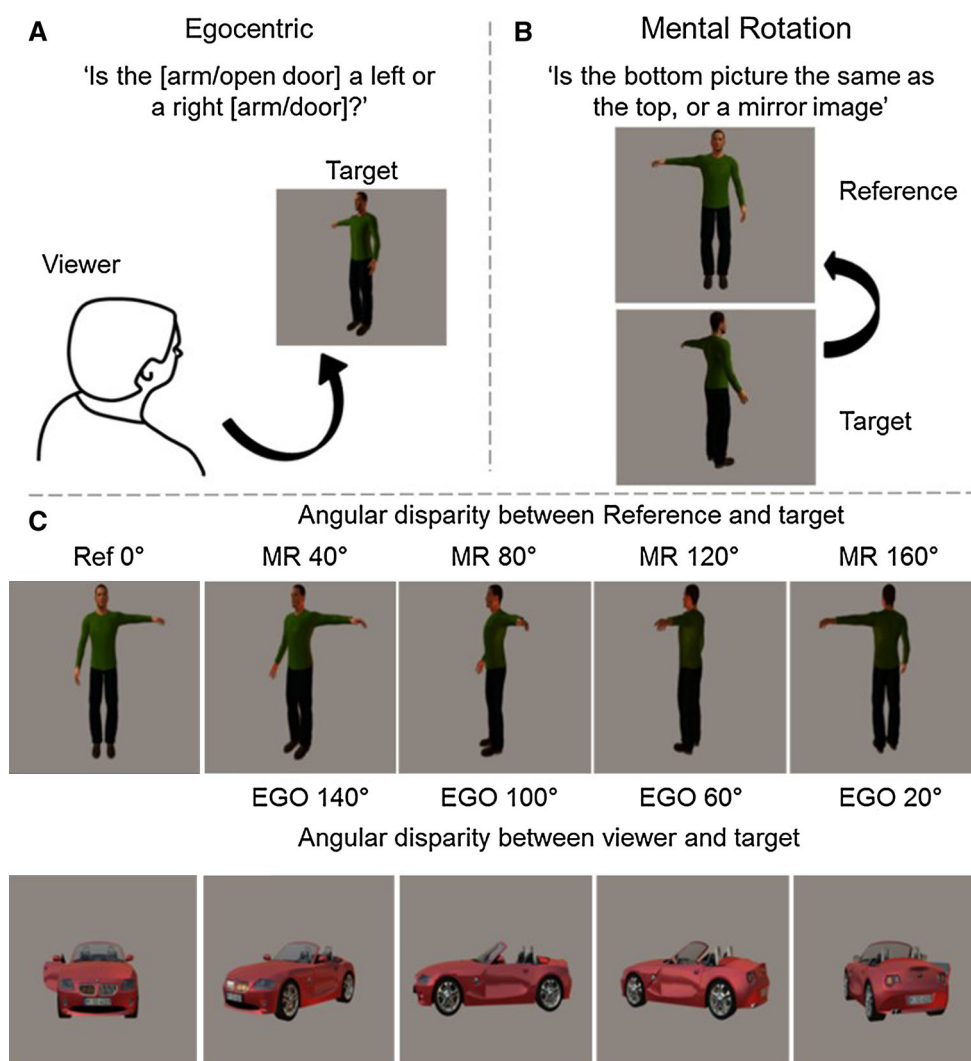 A
Egocentric
'Is the [arm/open door] a left or
a right [arm/door]?'
Target
Viewer
B
Mental Rotation
'Is the bottom picture the same as
the top, or a mirror image'
Reference
Target
C
Angular disparity between Reference and target
Ref 0°
MR 40°
MR 80°
MR 120°
MR 160°
EGO 140°
EGO 100°
EGO 60°
EGO 20°
Angular disparity between viewer and target